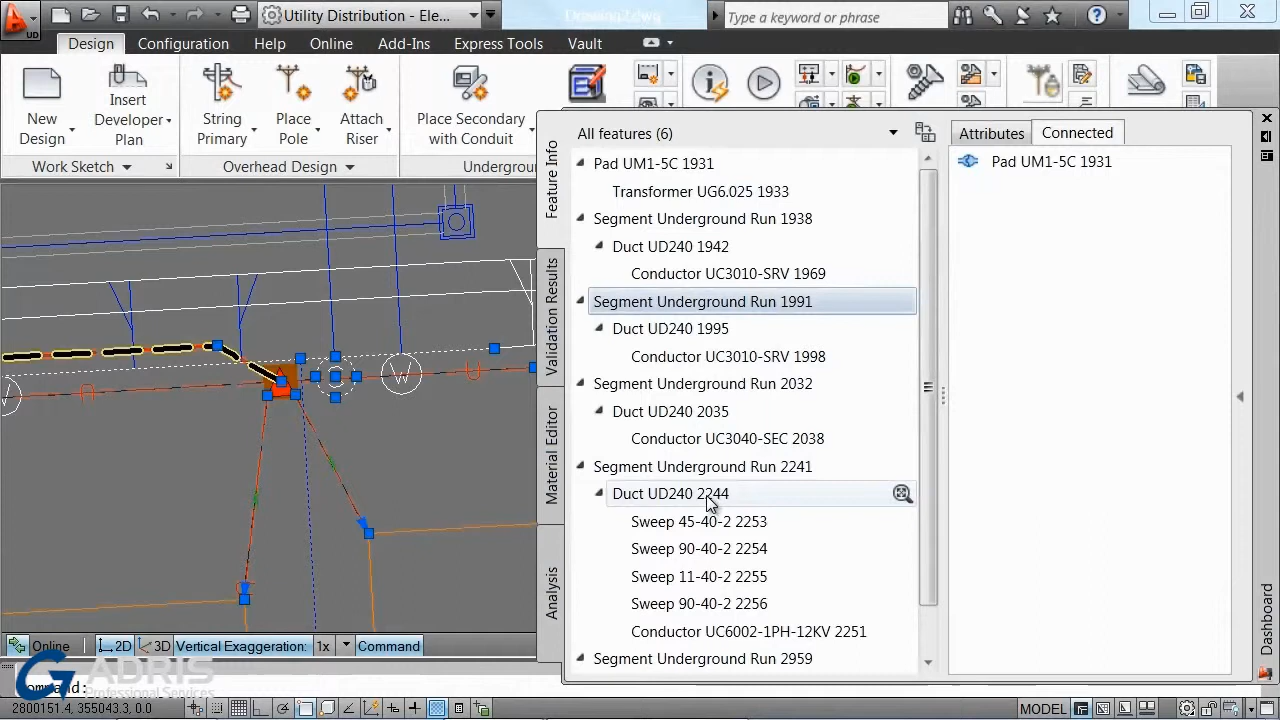 UD
Utility Distribution - Ele...
Drawing2.dwg
Type a keyword or phrase
Design
Configuration
Help
Online
Add-Ins
Express Tools
Vault
New Design
Insert Developer Plan
String Primary
Place Pole
Attach Riser
Place Secondary with Conduit
Work Sketch
Overhead Design
Undergrou
Feature Info
Validation Results
Material Editor
Analysis
All features (6)
Pad UM1-5C 1931
Transformer UG6.025 1933
Segment Underground Run 1938
Duct UD240 1942
Conductor UC3010-SRV 1969
Segment Underground Run 1991
Duct UD240 1995
Conductor UC3010-SRV 1998
Segment Underground Run 2032
Duct UD240 2035
Conductor UC3040-SEC 2038
Segment Underground Run 2241
Duct UD240 2244
Sweep 45-40-2 2253
Sweep 90-40-2 2254
Sweep 11-40-2 2255
Sweep 90-40-2 2256
Conductor UC6002-1PH-12KV 2251
Segment Underground Run 2959
Attributes
Connected
Pad UM1-5C 1931
Dashboard
W
U
Online
2D
3D
Vertical Exaggeration:
1x
Command
Command:
G ADRIS
Professional Services
2800151.4, 355043.3, 0.0
MODEL